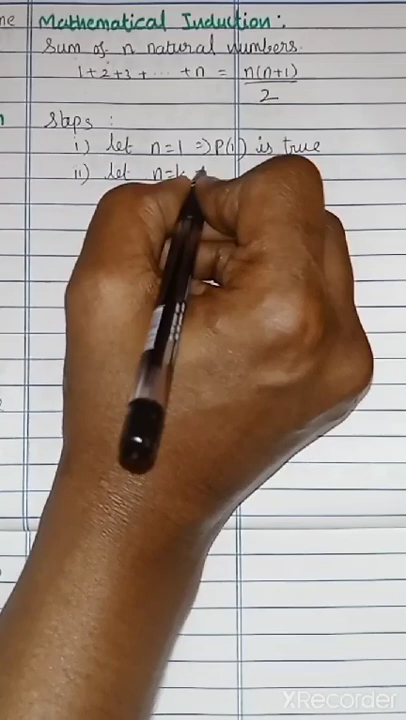 ne Mathematical Induction:.
Sum of n natural numbers.
1+2+3+ ... +n = n(n+1)
2
Steps :
i) let n=1 => P(1) is true
ii) let n=k
XRecorder